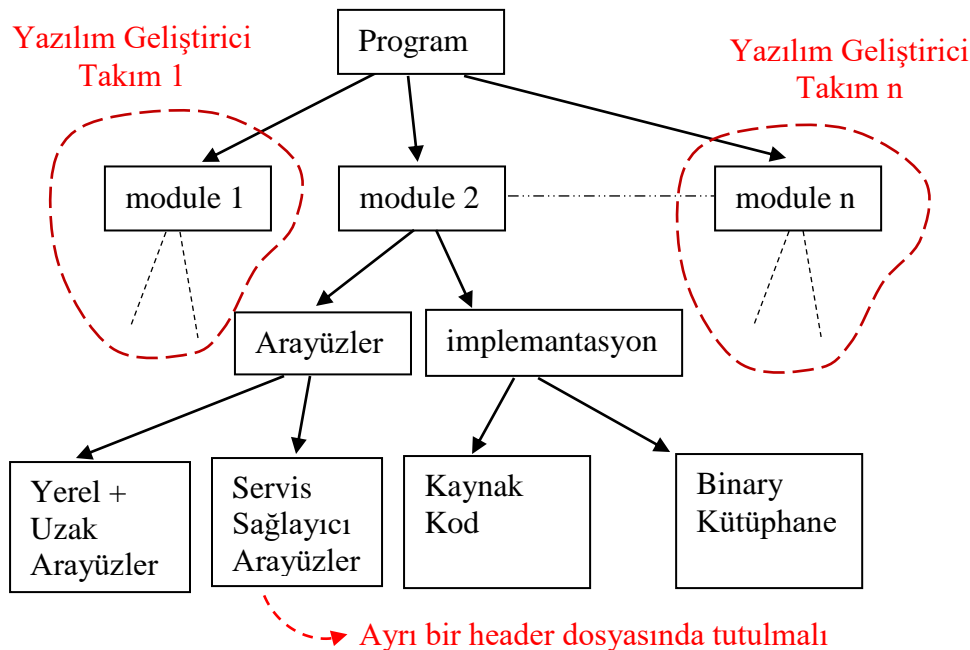 Yazılım Geliştirici
Takım 1
Program
Yazılım Geliştirici
Takım n
module 1
module 2
module n
Arayüzler
implemantasyon
Yerel +
Uzak
Arayüzler
Servis
Sağlayıcı
Arayüzler
Kaynak
Kod
Binary
Kütüphane
Ayrı bir header dosyasında tutulmalı